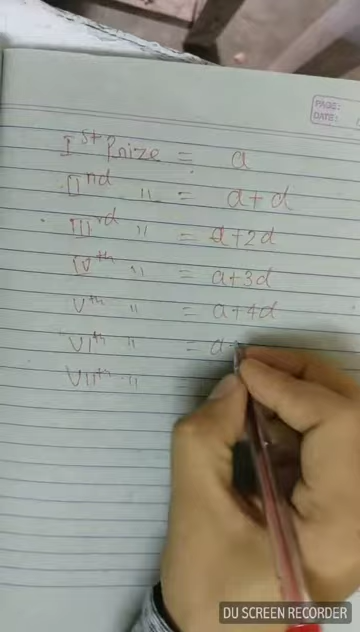 PAGE:
DATE:
Ist Prize = a
IInd " = a+d
IIIrd " = a+2d
IVth " = a+3d
Vth " = a+4d
VIth " = a+
VIIth "
DU SCREEN RECORDER